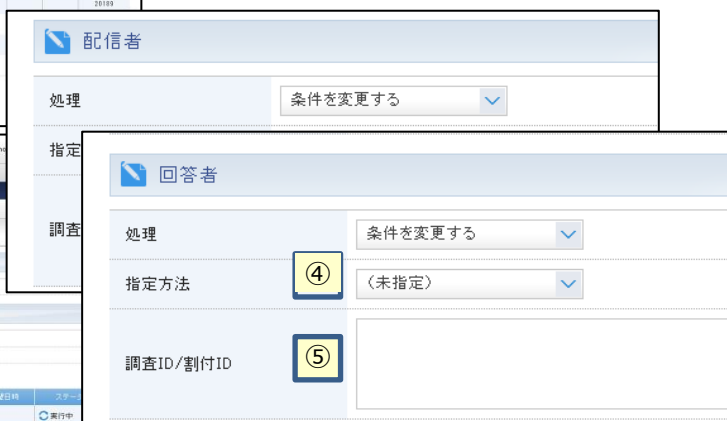 20189
配信者
処理
条件を変更する
指定
調査
回答者
処理
条件を変更する
指定方法
④
(未指定)
調査ID/割付ID
⑤
実行中